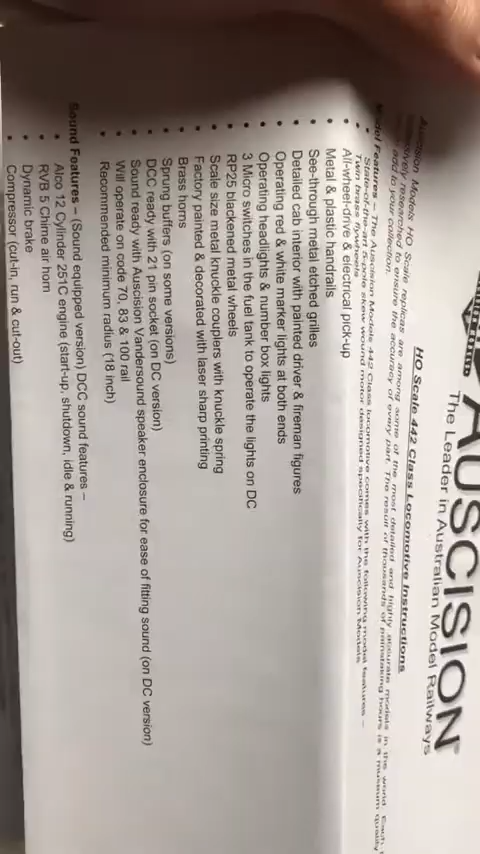 AUSCISION
The Leader in Australian Model Railways
HO Scale 442 Class Locomotive Instructions
Auscision Models HO Scale replicas are among some of the most detailed and highly accurate models in the world. Each
researched to ensure the accuracy of every part. The result of thousands of painstaking hours is a museum quality
add to your collection.
Model Features – The Auscision Models 442 Class locomotive comes with the following model features –
• State-of-the-art 5-pole skew wound motor designed specifically for Auscision Models
• Twin brass flywheels
• All-wheel-drive & electrical pick-up
• Metal & plastic handrails
• See-through metal etched grilles
• Detailed cab interior with painted driver & fireman figures
• Operating red & white marker lights at both ends
• Operating headlights & number box lights
• 3 Micro switches in the fuel tank to operate the lights on DC
• RP25 blackened metal wheels
• Scale size metal knuckle couplers with knuckle spring
• Factory painted & decorated with laser sharp printing
• Brass horns
• Sprung buffers (on some versions)
• DCC ready with 21 pin socket (on DC version)
• Sound ready with Auscision Vandersound speaker enclosure for ease of fitting sound (on DC version)
• Will operate on code 70, 83 & 100 rail
• Recommended minimum radius (18 inch)
Sound Features – (Sound equipped version) DCC sound features –
• Alco 12 Cylinder 251C engine (start-up, shutdown, idle & running)
• RVB 5 Chime air horn
• Dynamic brake
• Compressor (cut-in, run & cut-out)